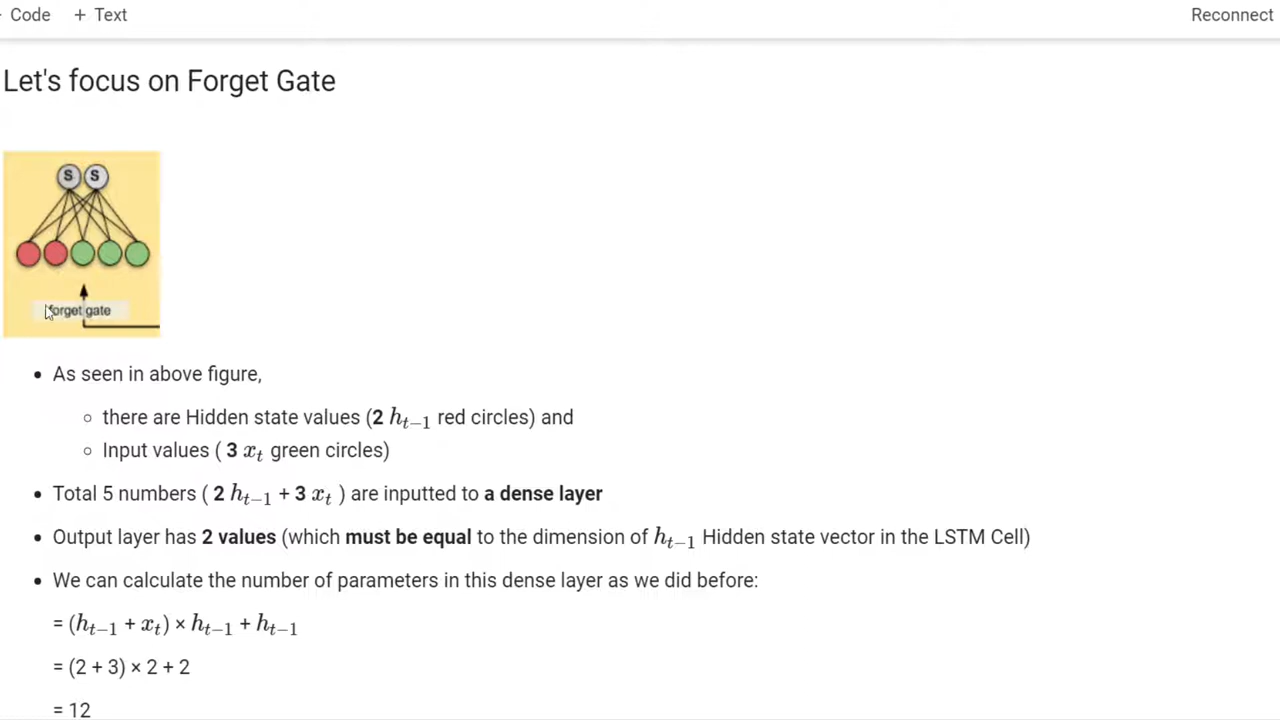 Code + Text Reconnect
Let's focus on Forget Gate
S S
forget gate
• As seen in above figure,
○ there are Hidden state values (2 hₜ₋₁ red circles) and
○ Input values ( 3 xₜ green circles)
• Total 5 numbers ( 2 hₜ₋₁ + 3 xₜ ) are inputted to a dense layer
• Output layer has 2 values (which must be equal to the dimension of hₜ₋₁ Hidden state vector in the LSTM Cell)
• We can calculate the number of parameters in this dense layer as we did before:
= (hₜ₋₁ + xₜ) × hₜ₋₁ + hₜ₋₁
= (2 + 3) × 2 + 2
= 12